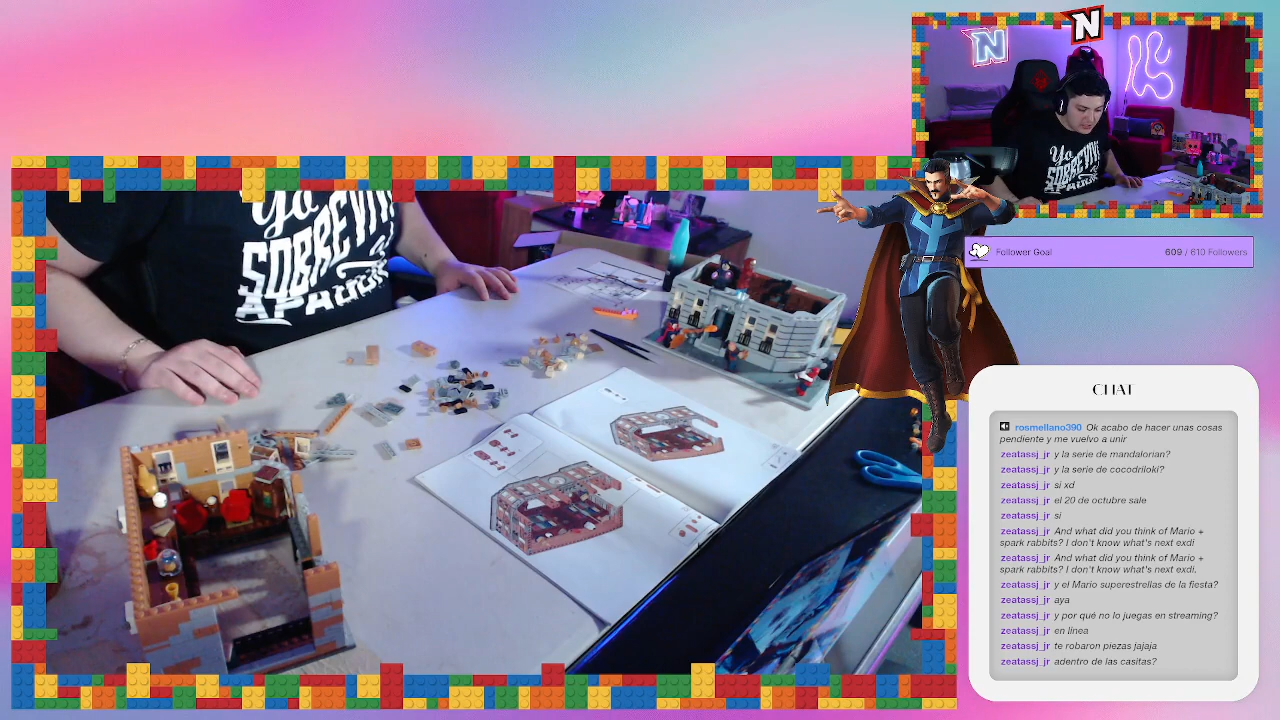 N
N
Yo
SOBREVIVÍ
a
APAGÓN
Yo
SOBREVIVÍ
a
Follower Goal
609 / 610 Followers
CHAT
rosmellano390 Ok acabo de hacer unas cosas
pendiente y me vuelvo a unir
zeatassj_jr y la serie de mandalorian?
zeatassj_jr y la serie de cocodriloki?
zeatassj_jr si xd
zeatassj_jr el 20 de octubre sale
zeatassj_jr si
zeatassj_jr And what did you think of Mario +
spark rabbits? I don't know what's next exdi
zeatassj_jr And what did you think of Mario +
spark rabbits? I don't know what's next exdi.
zeatassj_jr y el Mario superestrellas de la fiesta?
zeatassj_jr aya
zeatassj_jr y por qué no lo juegas en streaming?
zeatassj_jr en línea
zeatassj_jr te robaron piezas jajaja
zeatassj_jr adentro de las casitas?